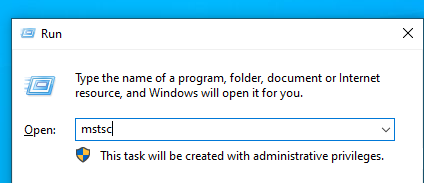 Run
Type the name of a program, folder, document or Internet
resource, and Windows will open it for you.
Open: mstsc
This task will be created with administrative privileges.